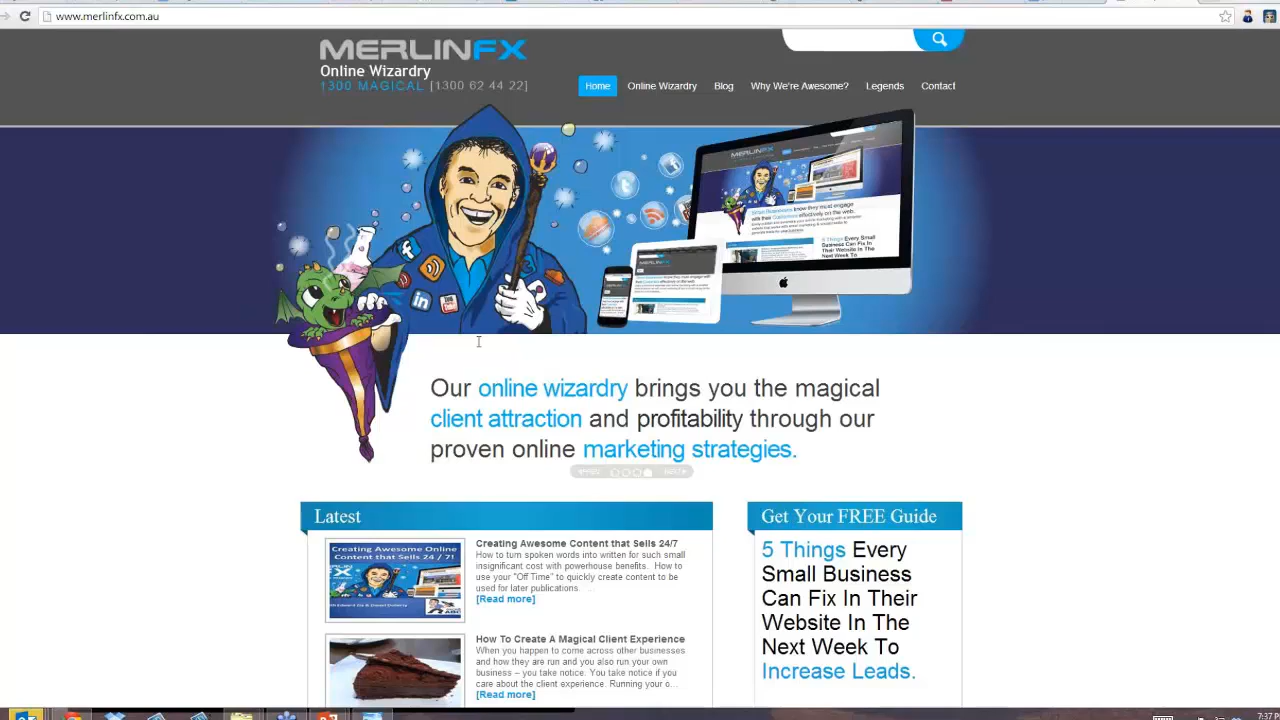 www.merlinfx.com.au
MERLINFX
Online Wizardry
1300 MAGICAL [1300 62 44 22]
Home Online Wizardry Blog Why We're Awesome? Legends Contact
MERLINFX
in
Our online wizardry brings you the magical
client attraction and profitability through our
proven online marketing strategies.
Latest
Creating Awesome Online
Content that Sells 24 / 7!
Creating Awesome Content that Sells 24/7
How to turn spoken words into written for such small
insignificant cost with powerhouse benefits. How to
use your "Off Time" to quickly create content to be
used for later publications. ...
[Read more]
How To Create A Magical Client Experience
When you happen to come across other businesses
and how they are run and you also run your own
business – you take notice. You take notice if you
care about the client experience. Running your o...
[Read more]
Get Your FREE Guide
5 Things Every
Small Business
Can Fix In Their
Website In The
Next Week To
Increase Leads.